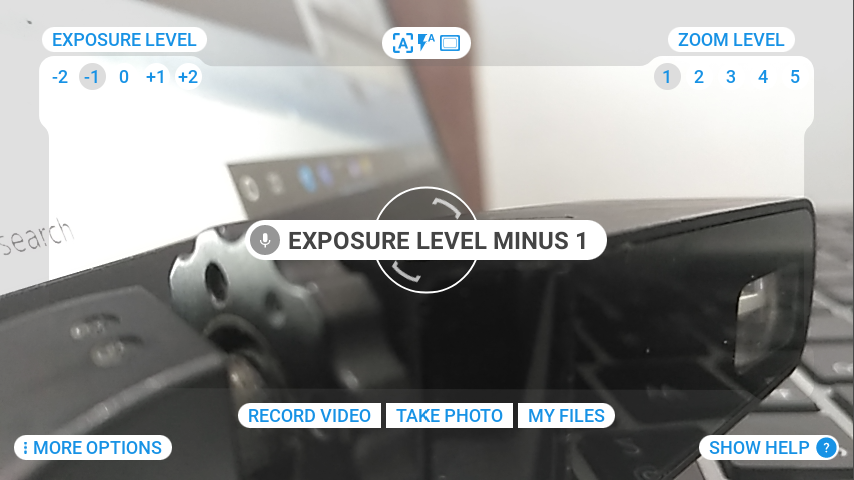 EXPOSURE LEVEL
ZOOM LEVEL
-2 -1 0 +1 +2
1 2 3 4 5
search
EXPOSURE LEVEL MINUS 1
RECORD VIDEO
TAKE PHOTO
MY FILES
MORE OPTIONS
SHOW HELP ?